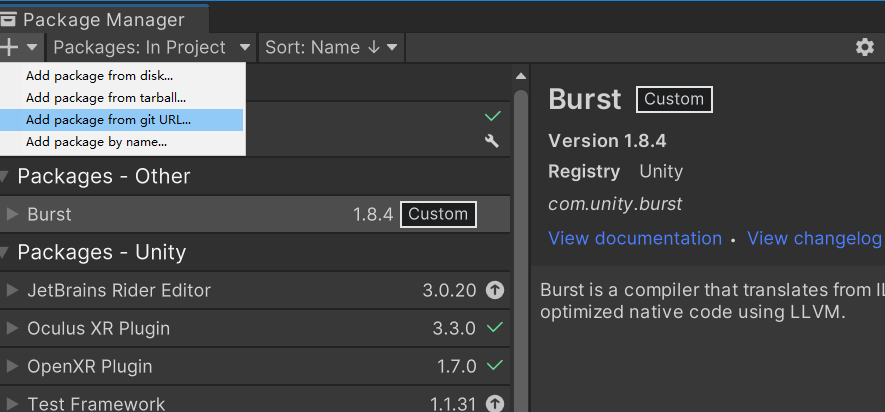 Package Manager
Packages: In Project
Sort: Name ↓
Add package from disk...
Add package from tarball...
Add package from git URL...
Add package by name...
Packages - Other
Burst 1.8.4 Custom
Packages - Unity
JetBrains Rider Editor 3.0.20
Oculus XR Plugin 3.3.0
OpenXR Plugin 1.7.0
Test Framework 1.1.31
Burst Custom
Version 1.8.4
Registry Unity
com.unity.burst
View documentation • View changelog
Burst is a compiler that translates from
optimized native code using LLVM.